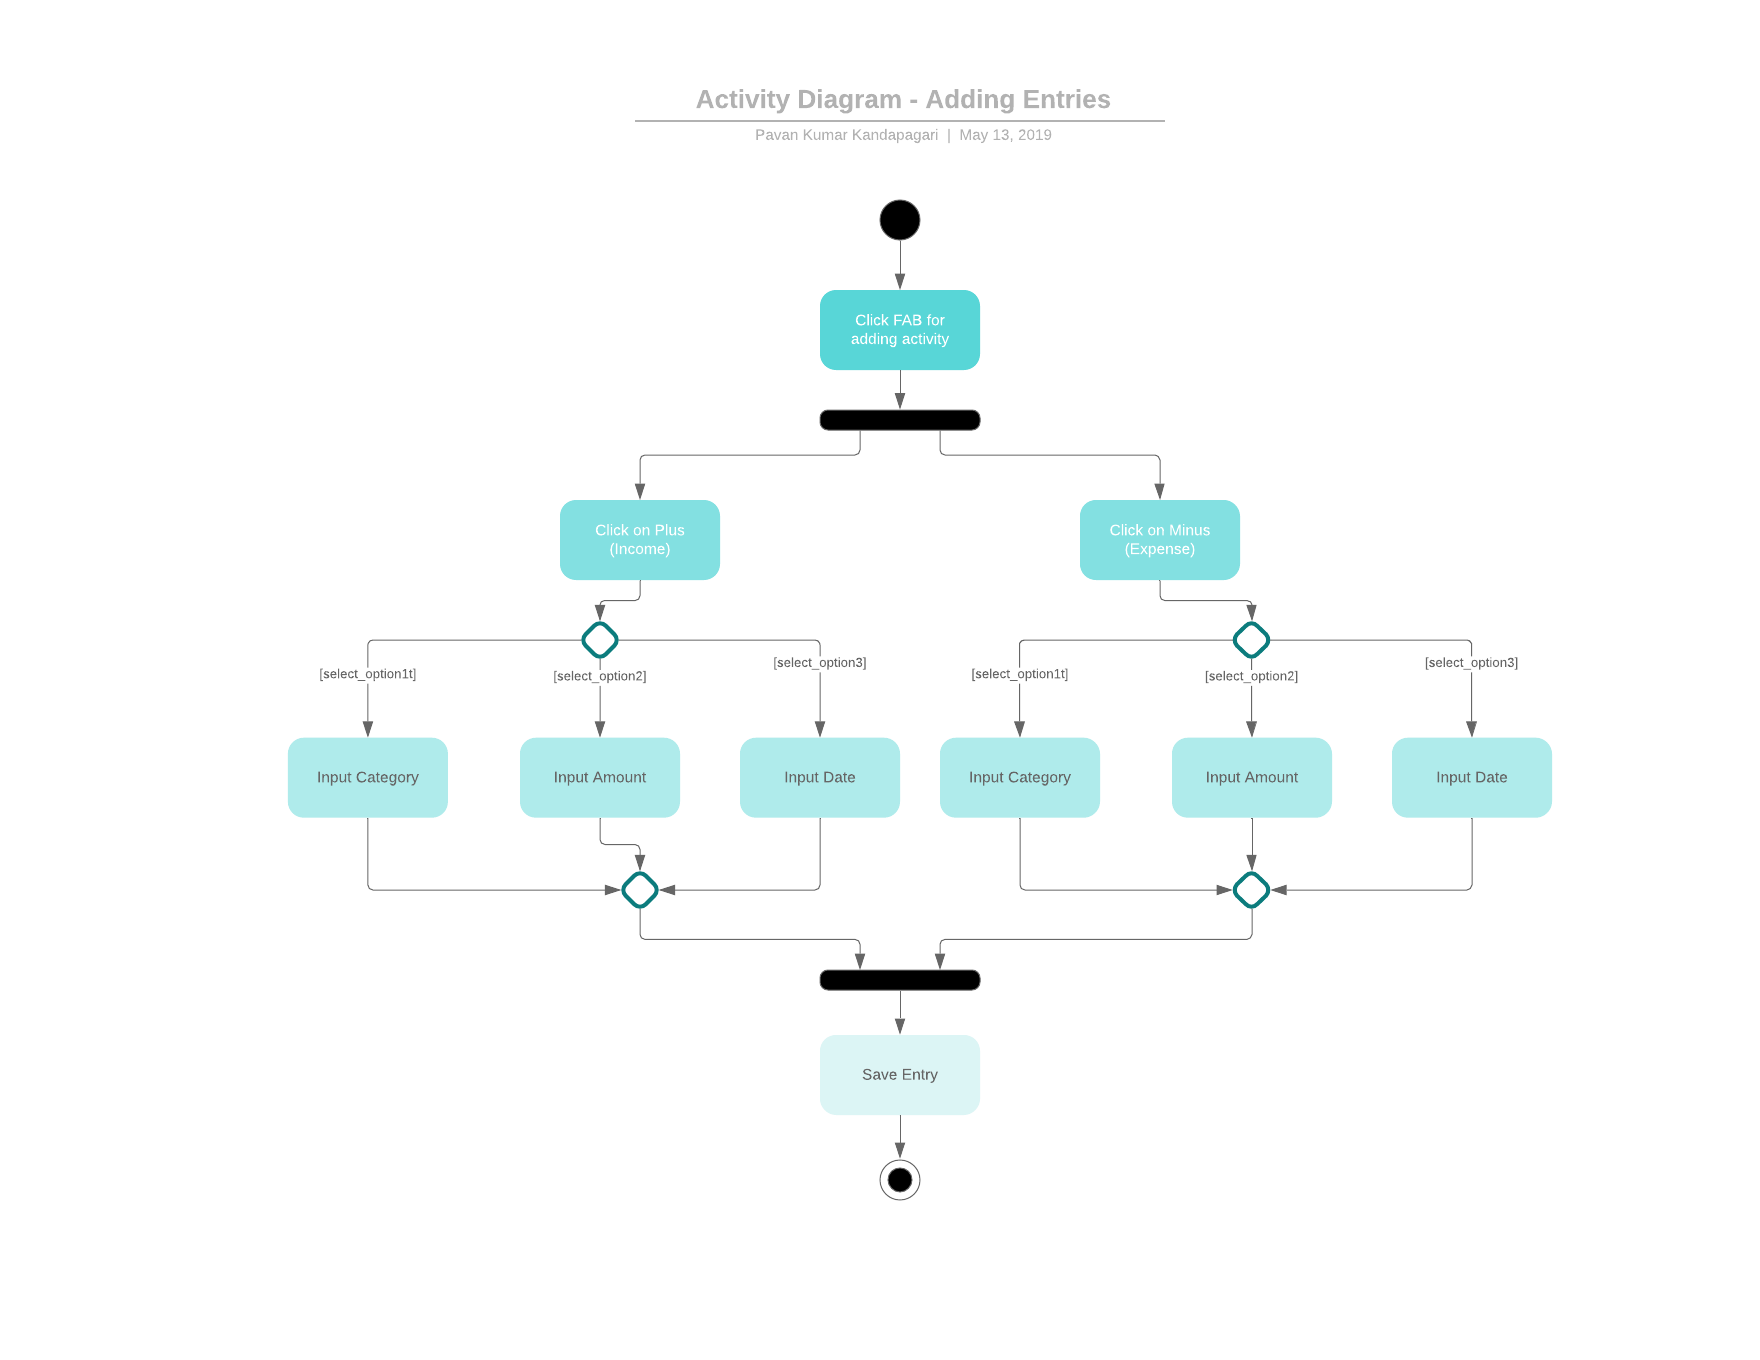 Activity Diagram - Adding Entries
Pavan Kumar Kandapagari | May 13, 2019
Click FAB for
adding activity
Click on Plus
(Income)
Click on Minus
(Expense)
[select_option1t]
[select_option2]
[select_option3]
[select_option1t]
[select_option2]
[select_option3]
Input Category
Input Amount
Input Date
Input Category
Input Amount
Input Date
Save Entry